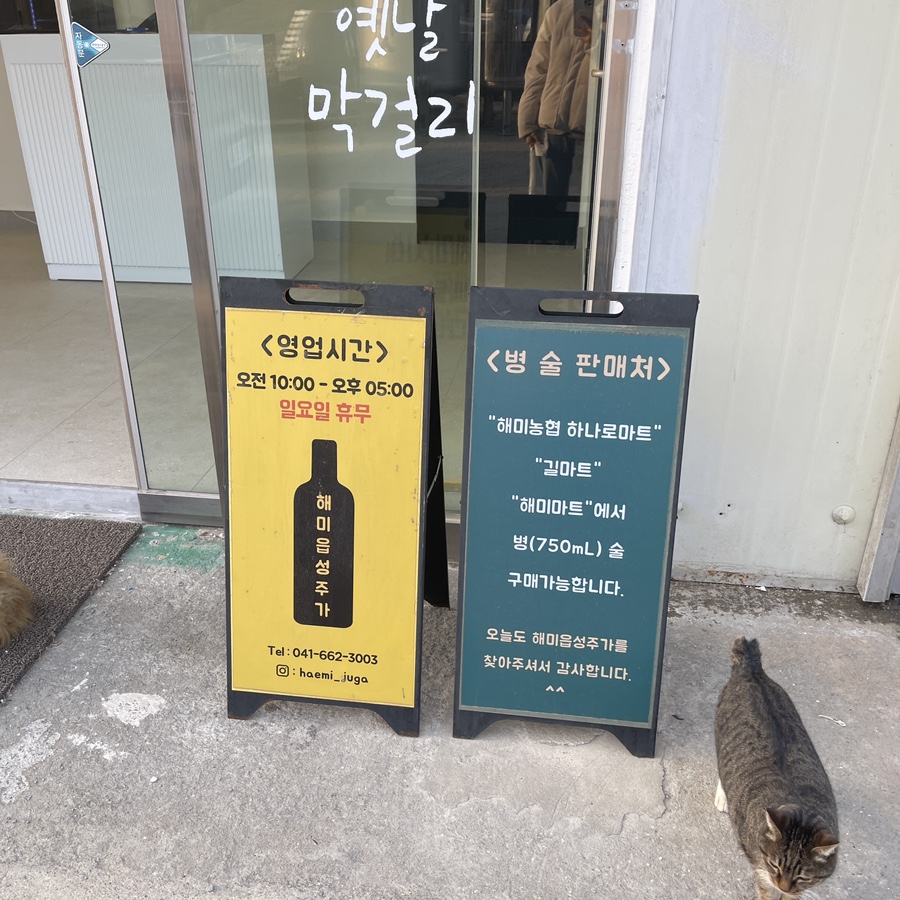 옛날
막걸리
자동문
<영업시간>
오전 10:00 - 오후 05:00
일요일 휴무
해미읍성주가
Tel : 041-662-3003
: haemi_juga
<병 술 판매처>
"해미농협 하나로마트"
"길마트"
"해미마트"에서
병(750mL) 술
구매가능합니다.
오늘도 해미읍성주가를
찾아주셔서 감사합니다.
^^